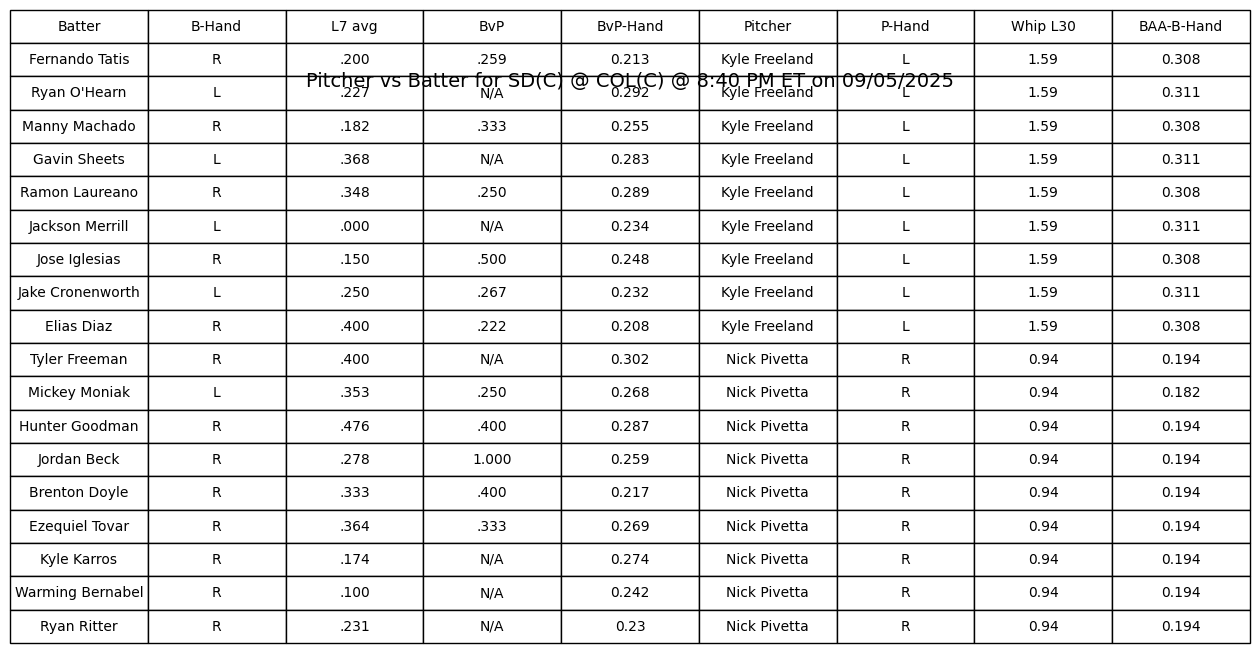 Batter B-Hand L7 avg BvP BvP-Hand Pitcher P-Hand Whip L30 BAA-B-Hand
Fernando Tatis R .200 .259 0.213 Kyle Freeland L 1.59 0.308
Pitcher vs Batter for SD(C) @ COL(C) @ 8:40 PM ET on 09/05/2025
Ryan O'Hearn L .227 N/A 0.292 Kyle Freeland L 1.59 0.311
Manny Machado R .182 .333 0.255 Kyle Freeland L 1.59 0.308
Gavin Sheets L .368 N/A 0.283 Kyle Freeland L 1.59 0.311
Ramon Laureano R .348 .250 0.289 Kyle Freeland L 1.59 0.308
Jackson Merrill L .000 N/A 0.234 Kyle Freeland L 1.59 0.311
Jose Iglesias R .150 .500 0.248 Kyle Freeland L 1.59 0.308
Jake Cronenworth L .250 .267 0.232 Kyle Freeland L 1.59 0.311
Elias Diaz R .400 .222 0.208 Kyle Freeland L 1.59 0.308
Tyler Freeman R .400 N/A 0.302 Nick Pivetta R 0.94 0.194
Mickey Moniak L .353 .250 0.268 Nick Pivetta R 0.94 0.182
Hunter Goodman R .476 .400 0.287 Nick Pivetta R 0.94 0.194
Jordan Beck R .278 1.000 0.259 Nick Pivetta R 0.94 0.194
Brenton Doyle R .333 .400 0.217 Nick Pivetta R 0.94 0.194
Ezequiel Tovar R .364 .333 0.269 Nick Pivetta R 0.94 0.194
Kyle Karros R .174 N/A 0.274 Nick Pivetta R 0.94 0.194
Warming Bernabel R .100 N/A 0.242 Nick Pivetta R 0.94 0.194
Ryan Ritter R .231 N/A 0.23 Nick Pivetta R 0.94 0.194